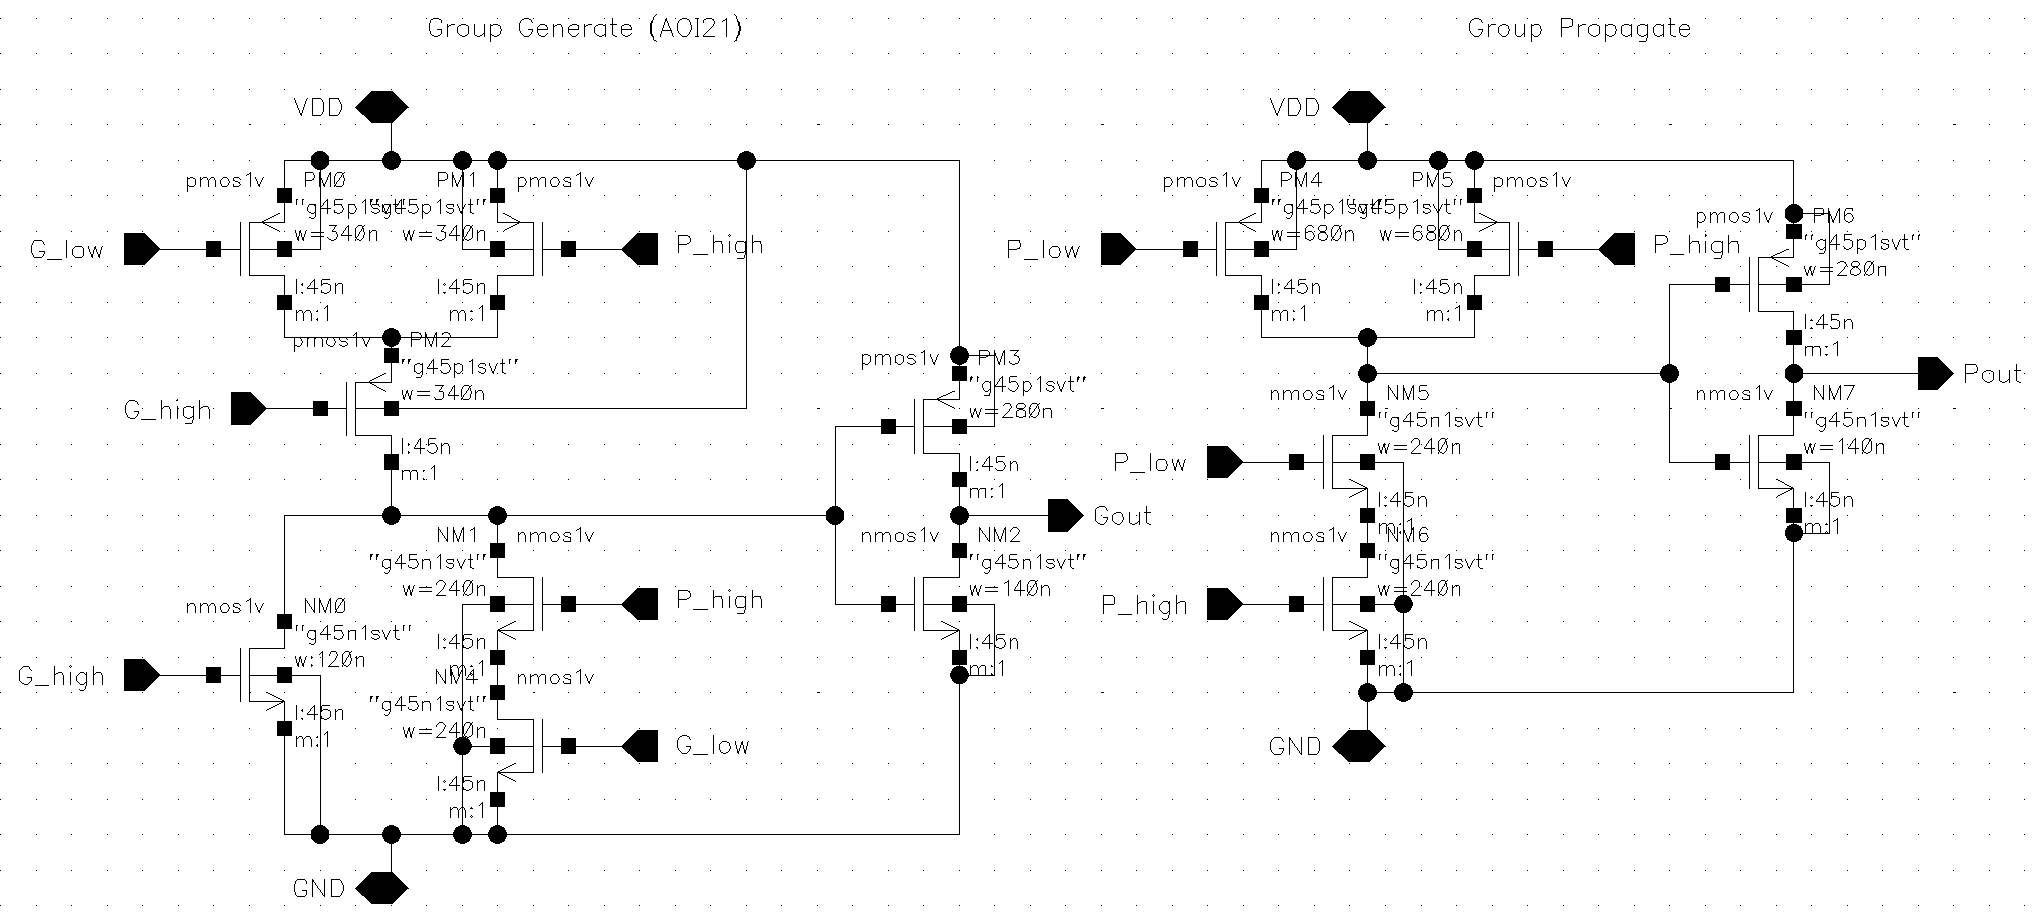 Group Generate (AOI21)
Group Propagate
VDD
pmos1v
PM0
"g45p1svt"
w=340n
l:45n
m:1
G_low
PM1
pmos1v
"g45p1svt"
w=340n
l:45n
m:1
P_high
pmos1v
PM2
"g45p1svt"
w=340n
l:45n
m:1
G_high
pmos1v
PM3
"g45p1svt"
w=280n
l:45n
m:1
Gout
nmos1v
NM0
"g45n1svt"
w:120n
l:45n
m:1
G_high
NM1
nmos1v
"g45n1svt"
w=240n
l:45n
m:1
P_high
NM4
nmos1v
"g45n1svt"
w=240n
l:45n
m:1
G_low
nmos1v
NM2
"g45n1svt"
w=140n
l:45n
m:1
GND
VDD
pmos1v
PM4
"g45p1svt"
w=680n
l:45n
m:1
P_low
PM5
pmos1v
"g45p1svt"
w=680n
l:45n
m:1
P_high
pmos1v
PM6
"g45p1svt"
w=280n
l:45n
m:1
Pout
nmos1v
NM5
"g45n1svt"
w=240n
l:45n
m:1
P_low
nmos1v
NM6
"g45n1svt"
w=240n
l:45n
m:1
P_high
nmos1v
NM7
"g45n1svt"
w=140n
l:45n
m:1
GND